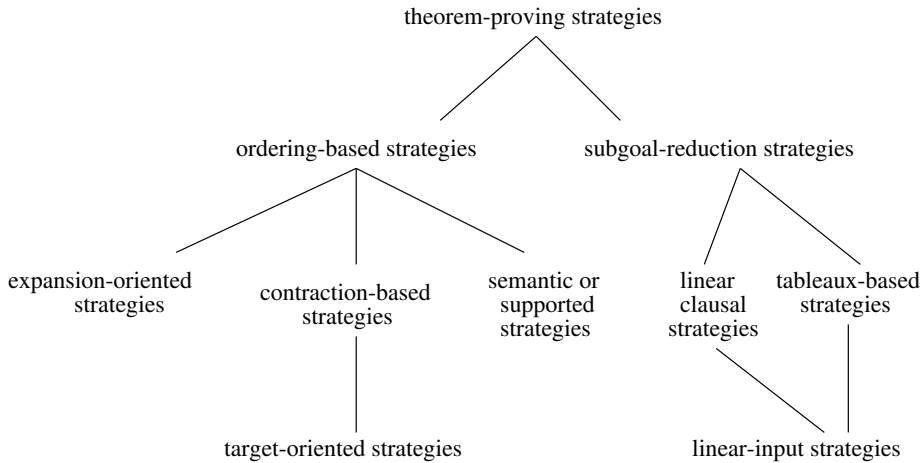 theorem-proving strategies
ordering-based strategies
subgoal-reduction strategies
expansion-oriented
strategies
contraction-based
strategies
semantic or
supported
strategies
linear
clausal
strategies
tableaux-based
strategies
target-oriented strategies
linear-input strategies